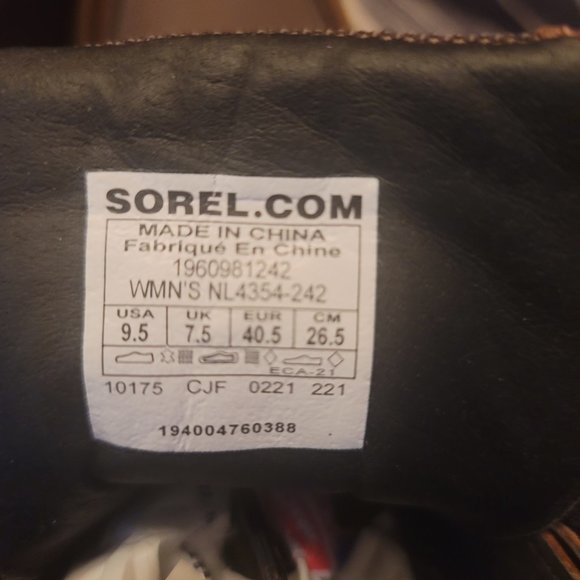 SOREL.COM
MADE IN CHINA
Fabriqué En Chine
1960981242
WMN'S NL4354-242
USA UK EUR CM
9.5 7.5 40.5 26.5
ECA-21
10175 CJF 0221 221
194004760388